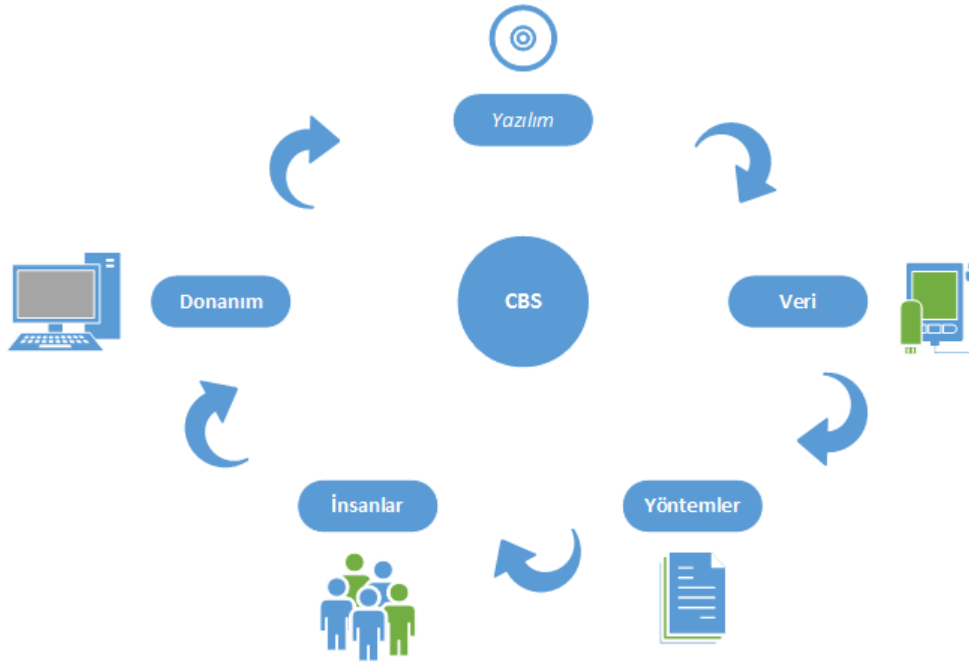 Yazılım
Donanım
CBS
Veri
İnsanlar
Yöntemler